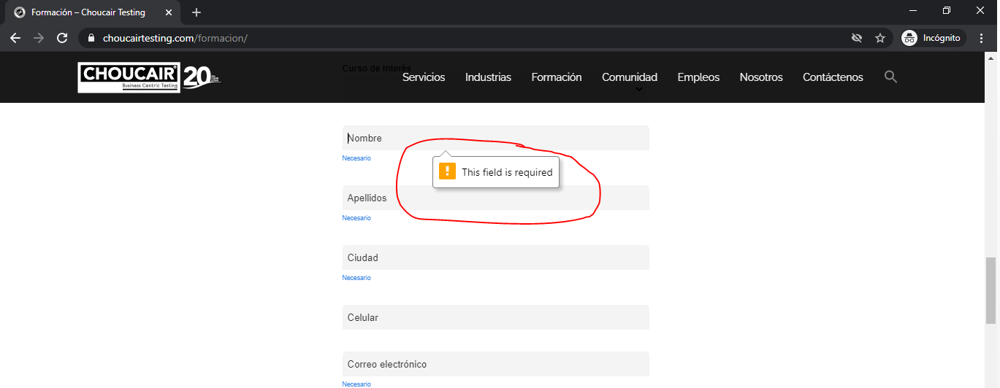 Formación – Choucair Testing
choucairtesting.com/formacion/
Incógnito
CHOUCAIR
Business Centric Testing
20
Curso de interés
Servicios Industrias Formación Comunidad Empleos Nosotros Contáctenos
Nombre
Necesario
This field is required
Apellidos
Necesario
Ciudad
Necesario
Celular
Correo electrónico
Necesario